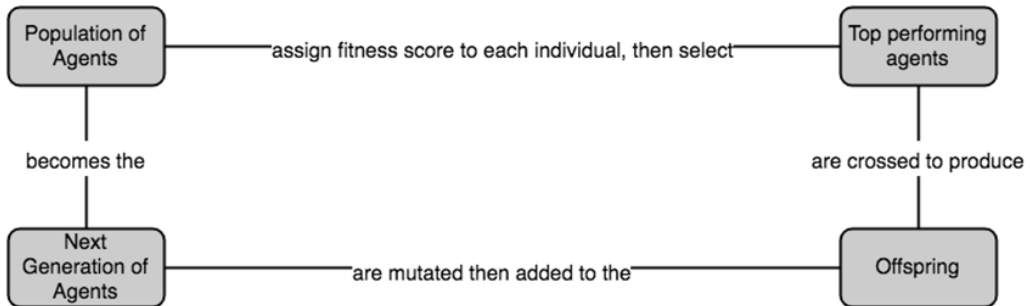 Population of
Agents
assign fitness score to each individual, then select
Top performing
agents
becomes the
are crossed to produce
Next
Generation of
Agents
are mutated then added to the
Offspring